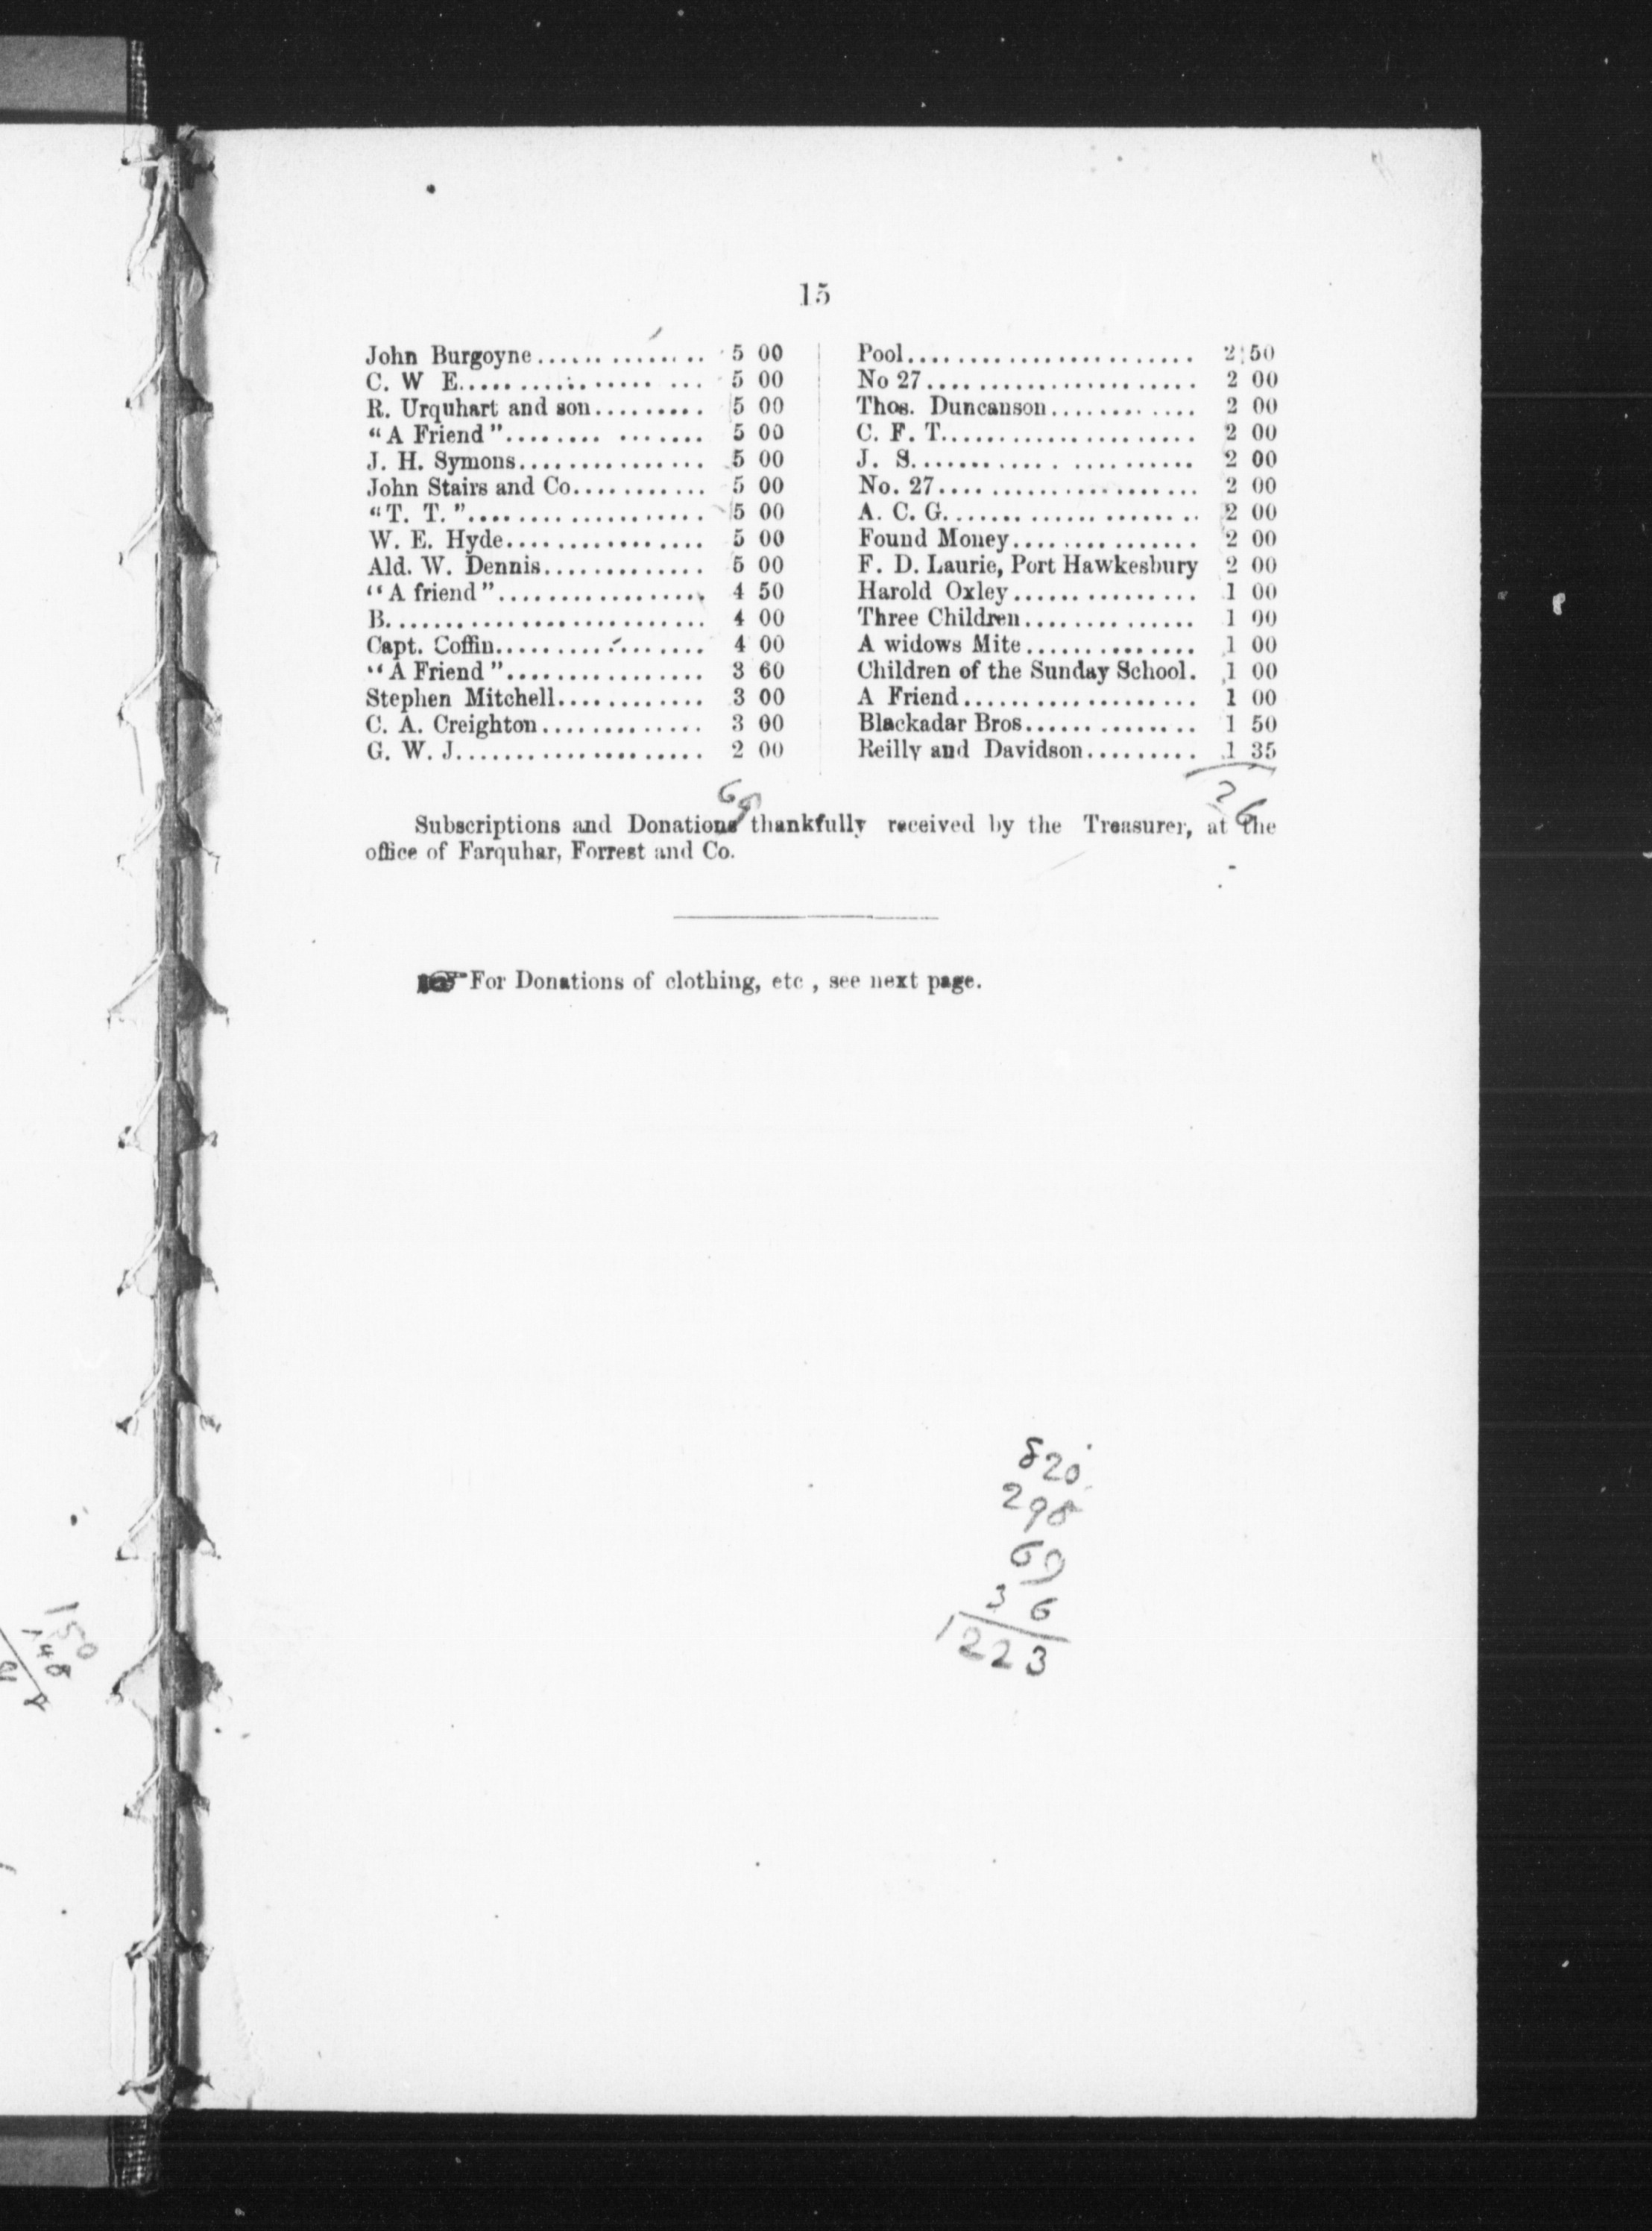 15
John Burgoyne................ 5 00
C. W E..................... 5 00
R. Urquhart and son......... 5 00
“A Friend”................ 5 00
J. H. Symons................ 5 00
John Stairs and Co........... 5 00
“T. T.”.................... 5 00
W. E. Hyde................ 5 00
Ald. W. Dennis............. 5 00
“A friend”................. 4 50
B.......................... 4 00
Capt. Coffin................ 4 00
“A Friend”................ 3 60
Stephen Mitchell............ 3 00
C. A. Creighton............. 3 00
G. W. J.................... 2 00
69
Pool....................... 2 50
No 27...................... 2 00
Thos. Duncanson............ 2 00
C. F. T..................... 2 00
J. S....................... 2 00
No. 27..................... 2 00
A. C. G.................... 2 00
Found Money............... 2 00
F. D. Laurie, Port Hawkesbury 2 00
Harold Oxley............... 1 00
Three Children.............. 1 00
A widows Mite.............. 1 00
Children of the Sunday School. 1 00
A Friend................... 1 00
Blackadar Bros.............. 1 50
Reilly and Davidson......... 1 35
26
Subscriptions and Donations thankfully received by the Treasurer, at the
office of Farquhar, Forrest and Co.
☞ For Donations of clothing, etc , see next page.
820
298
69
36
1223
150
148